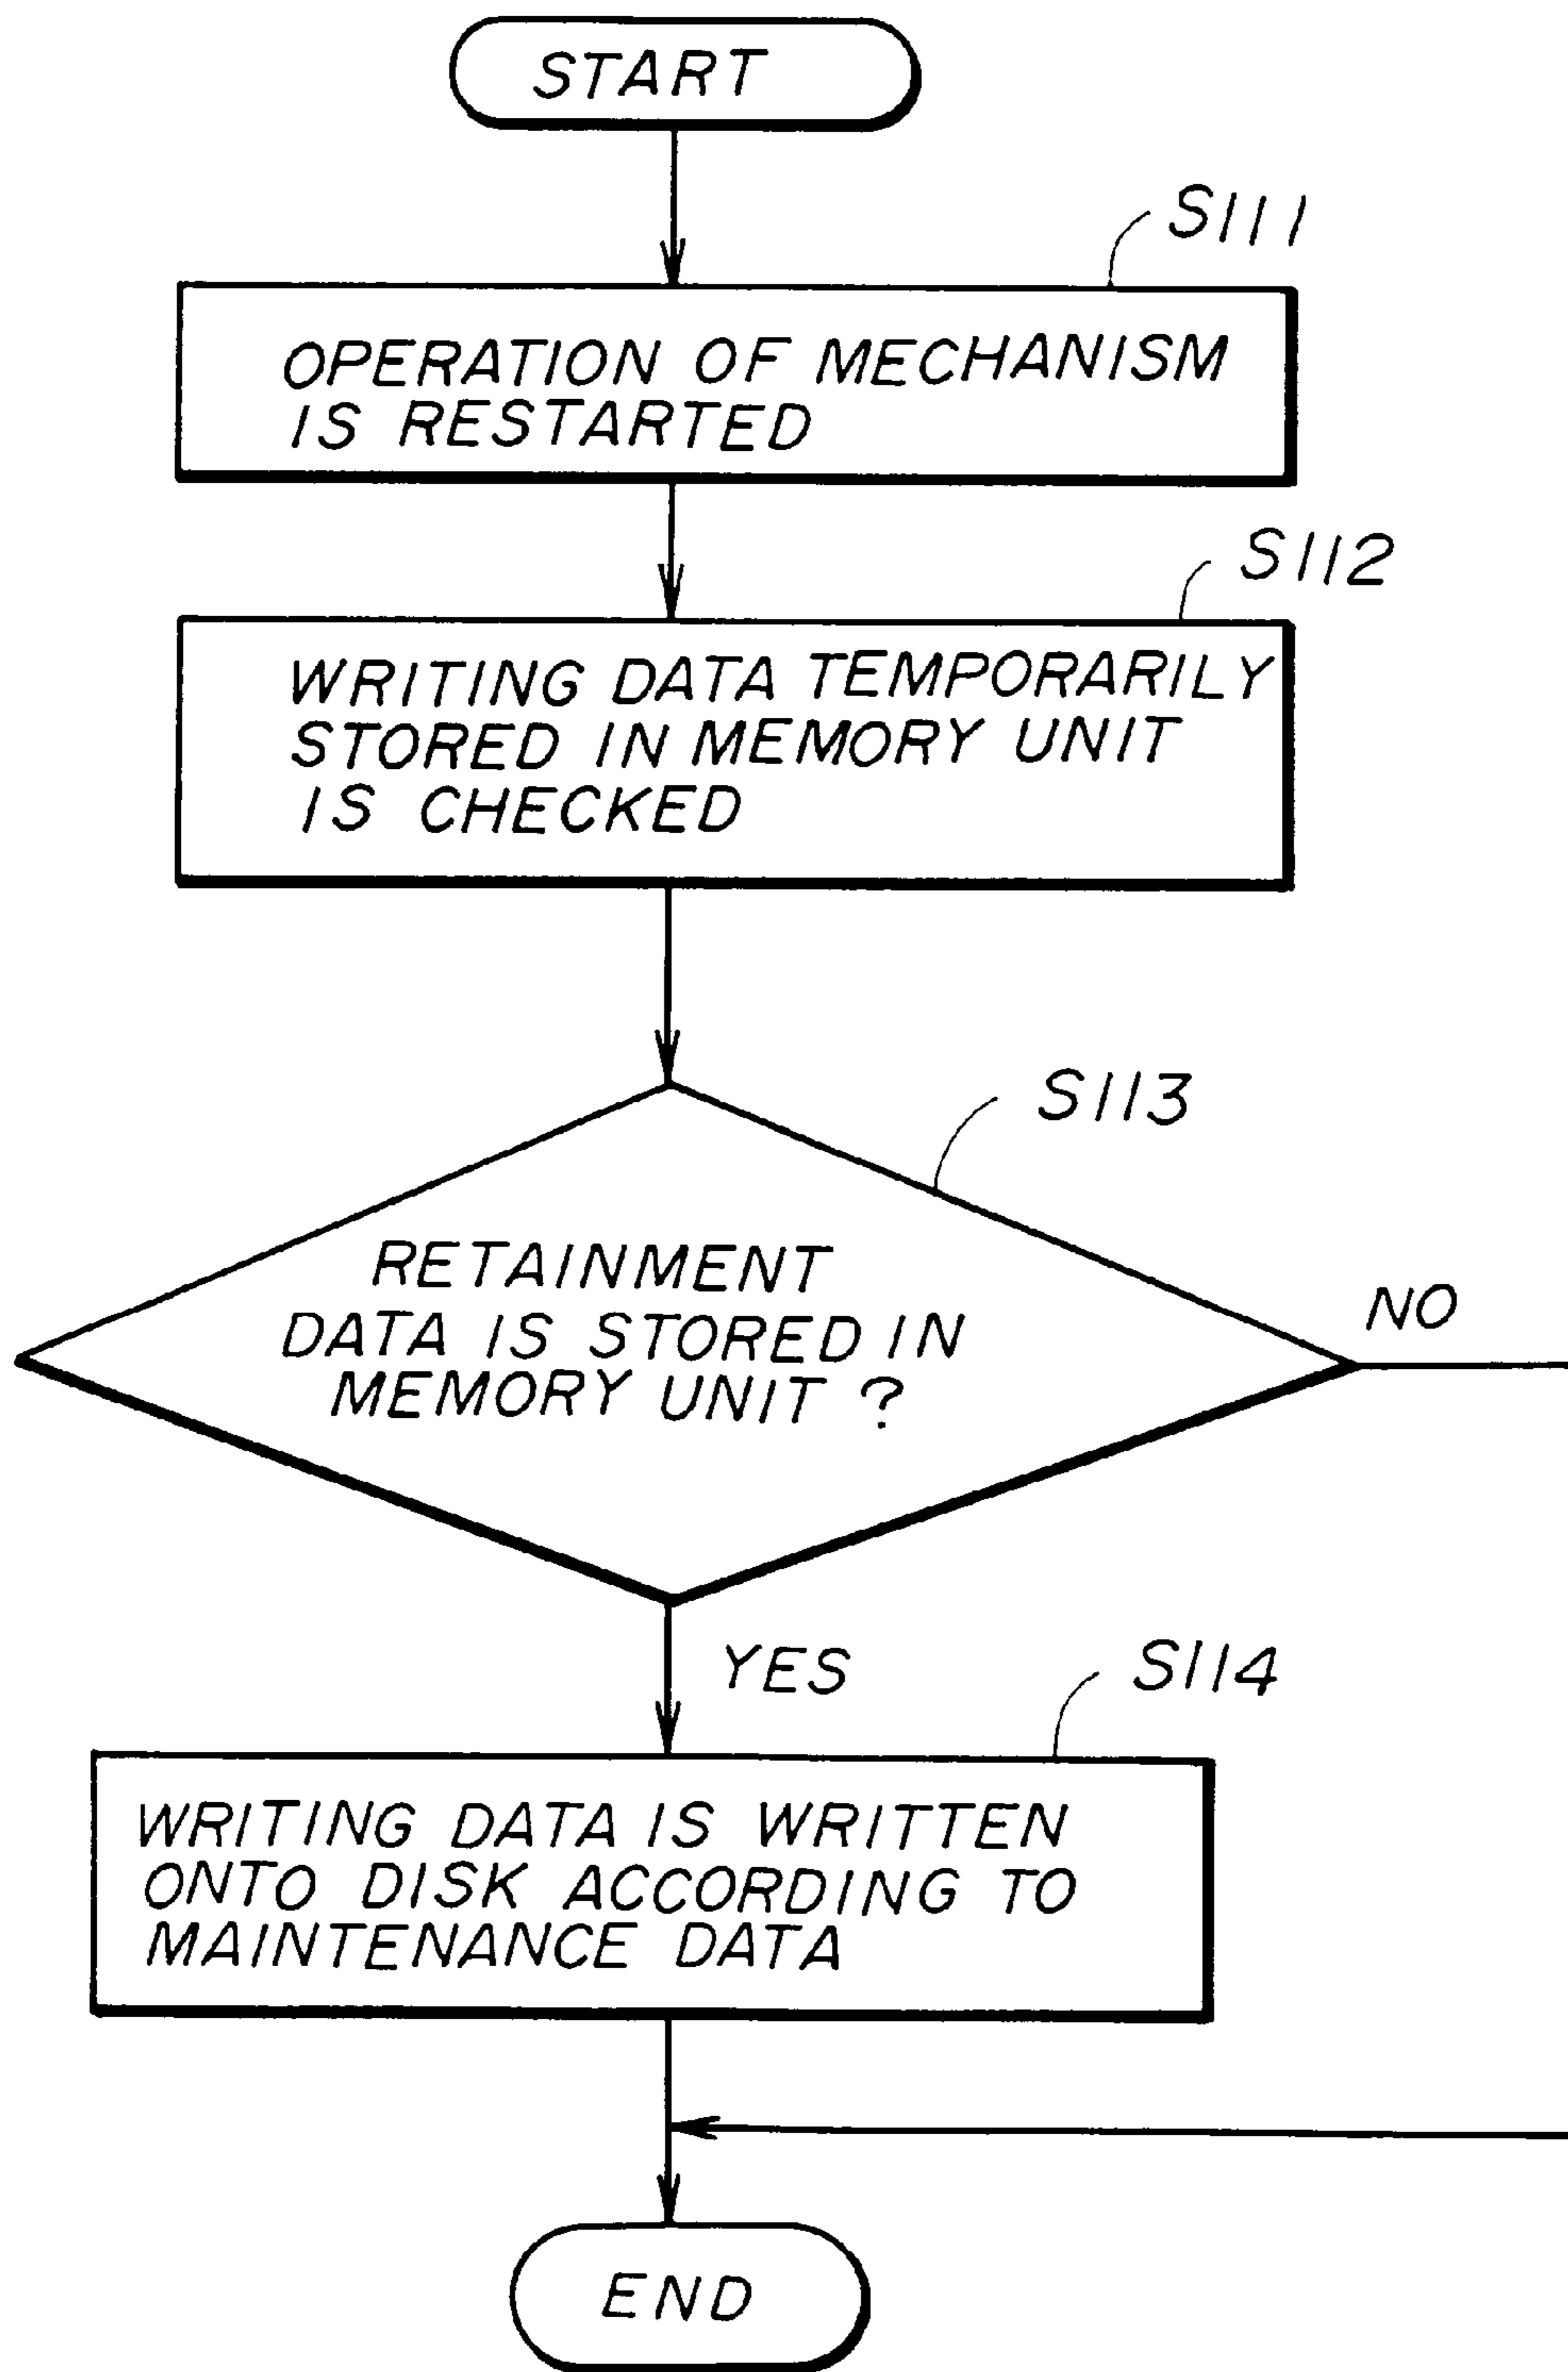 START
S111
OPERATION OF MECHANISM
IS RESTARTED
S112
WRITING DATA TEMPORARILY
STORED IN MEMORY UNIT
IS CHECKED
S113
RETAINMENT
DATA IS STORED IN
MEMORY UNIT ?
NO
YES
S114
WRITING DATA IS WRITTEN
ONTO DISK ACCORDING TO
MAINTENANCE DATA
END